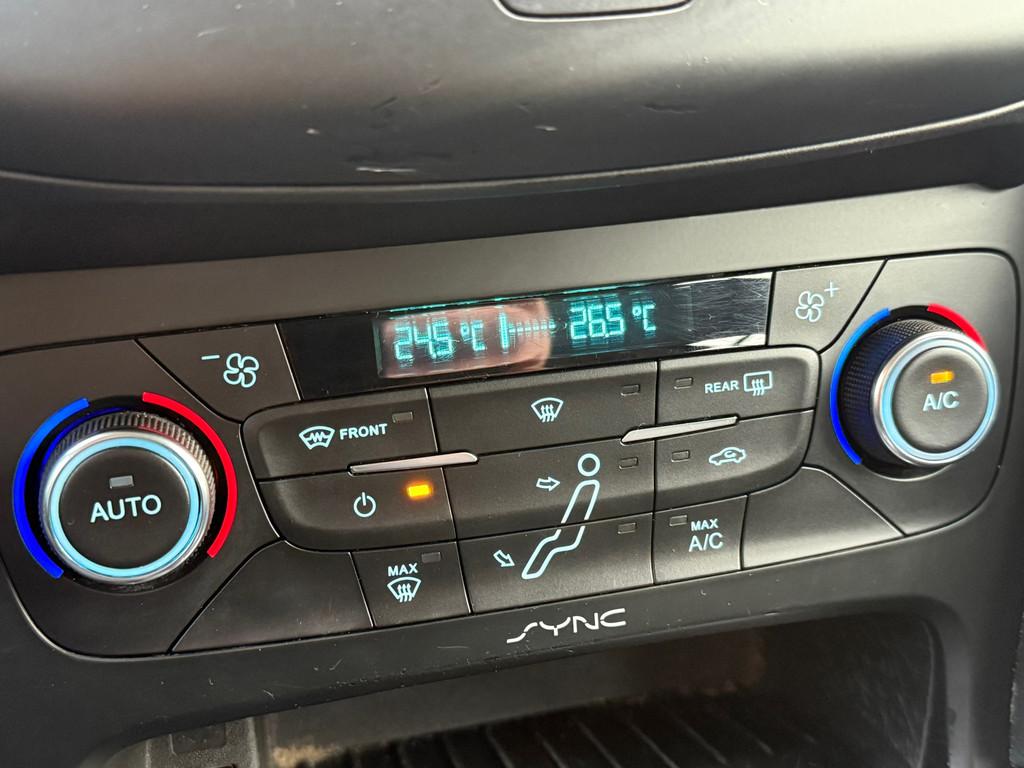 24.5 °C 26.5 °C
− +
FRONT
REAR
A/C
AUTO
MAX
MAX
A/C
SYNC